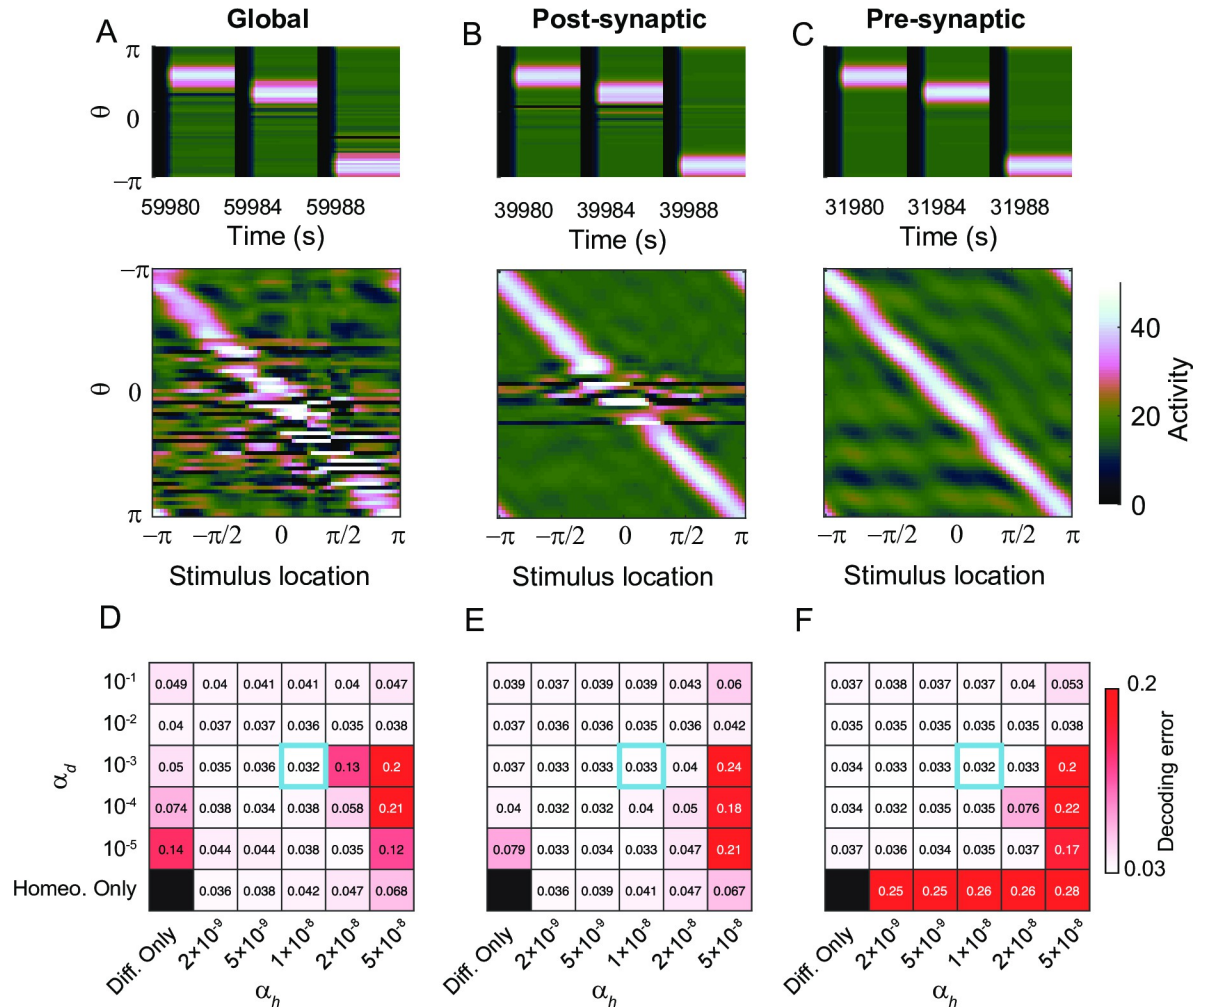 A Global B Post-synaptic C Pre-synaptic
π
θ 0
−π
59980 59984 59988 39980 39984 39988 31980 31984 31988
Time (s) Time (s) Time (s)
−π
θ 0
π
−π −π/2 0 π/2 π −π −π/2 0 π/2 π −π −π/2 0 π/2 π
Stimulus location Stimulus location Stimulus location
40
20
0
Activity
D E F
10-1 0.049 0.04 0.041 0.041 0.04 0.047 0.039 0.037 0.039 0.039 0.043 0.06 0.037 0.038 0.037 0.037 0.04 0.053
10-2 0.04 0.037 0.037 0.036 0.035 0.038 0.037 0.036 0.036 0.035 0.036 0.042 0.035 0.035 0.035 0.035 0.035 0.038
αd 10-3 0.05 0.035 0.036 0.032 0.13 0.2 0.037 0.033 0.033 0.033 0.04 0.24 0.034 0.033 0.033 0.032 0.033 0.2
10-4 0.074 0.038 0.034 0.038 0.058 0.21 0.04 0.032 0.032 0.04 0.05 0.18 0.034 0.032 0.035 0.035 0.076 0.22
10-5 0.14 0.044 0.044 0.038 0.035 0.12 0.079 0.034 0.033 0.033 0.047 0.21 0.037 0.036 0.034 0.035 0.037 0.17
Homeo. Only 0.036 0.038 0.042 0.047 0.068 0.036 0.039 0.041 0.047 0.067 0.25 0.25 0.26 0.26 0.28
0.2
Decoding error
0.03
Diff. Only 2×10-9 5×10-9 1×10-8 2×10-8 5×10-8 Diff. Only 2×10-9 5×10-9 1×10-8 2×10-8 5×10-8 Diff. Only 2×10-9 5×10-9 1×10-8 2×10-8 5×10-8
αh αh αh